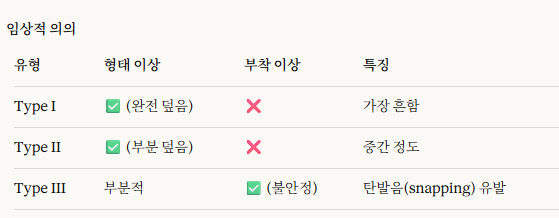 임상적 의의
유형 형태 이상 부착 이상 특징
Type I ✅ (완전 덮음) ❌ 가장 흔함
Type II ✅ (부분 덮음) ❌ 중간 정도
Type III 부분적 ✅ (불안정) 탄발음(snapping) 유발